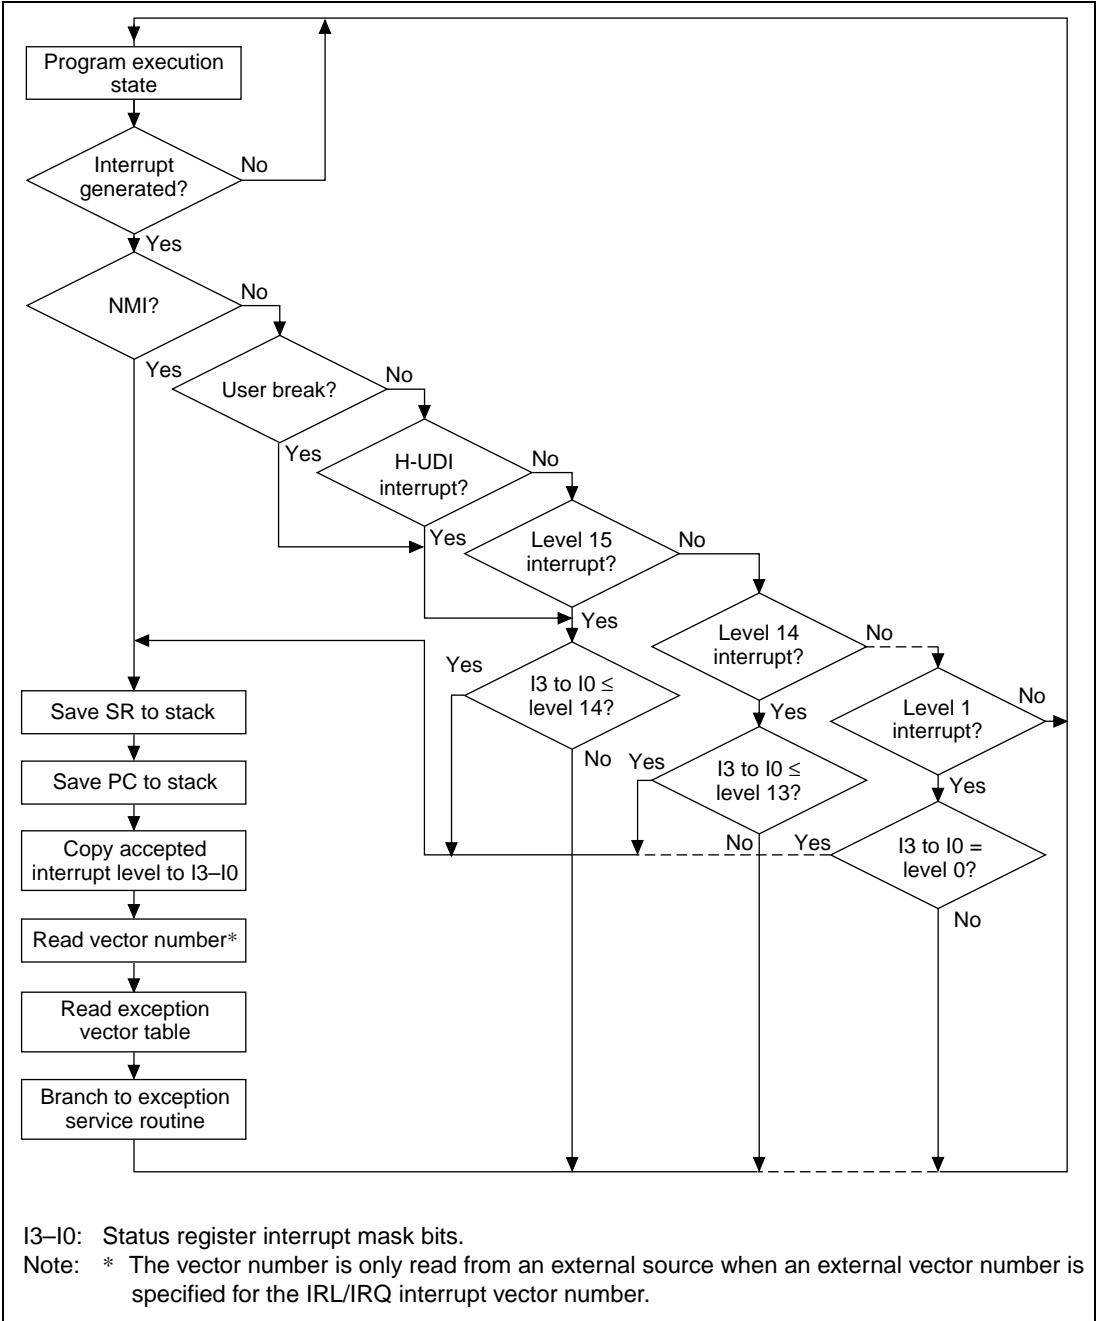 Program execution
state
Interrupt
generated?
No
Yes
NMI?
No
Yes
User break?
No
Yes
H-UDI
interrupt?
No
Yes
Level 15
interrupt?
No
Yes
Level 14
interrupt?
No
Yes
Level 1
interrupt?
No
Yes
I3 to I0 ≤
level 14?
Yes
No
I3 to I0 ≤
level 13?
Yes
No
I3 to I0 =
level 0?
Yes
No
Save SR to stack
Save PC to stack
Copy accepted
interrupt level to I3–I0
Read vector number*
Read exception
vector table
Branch to exception
service routine
I3–I0: Status register interrupt mask bits.
Note: * The vector number is only read from an external source when an external vector number is
specified for the IRL/IRQ interrupt vector number.